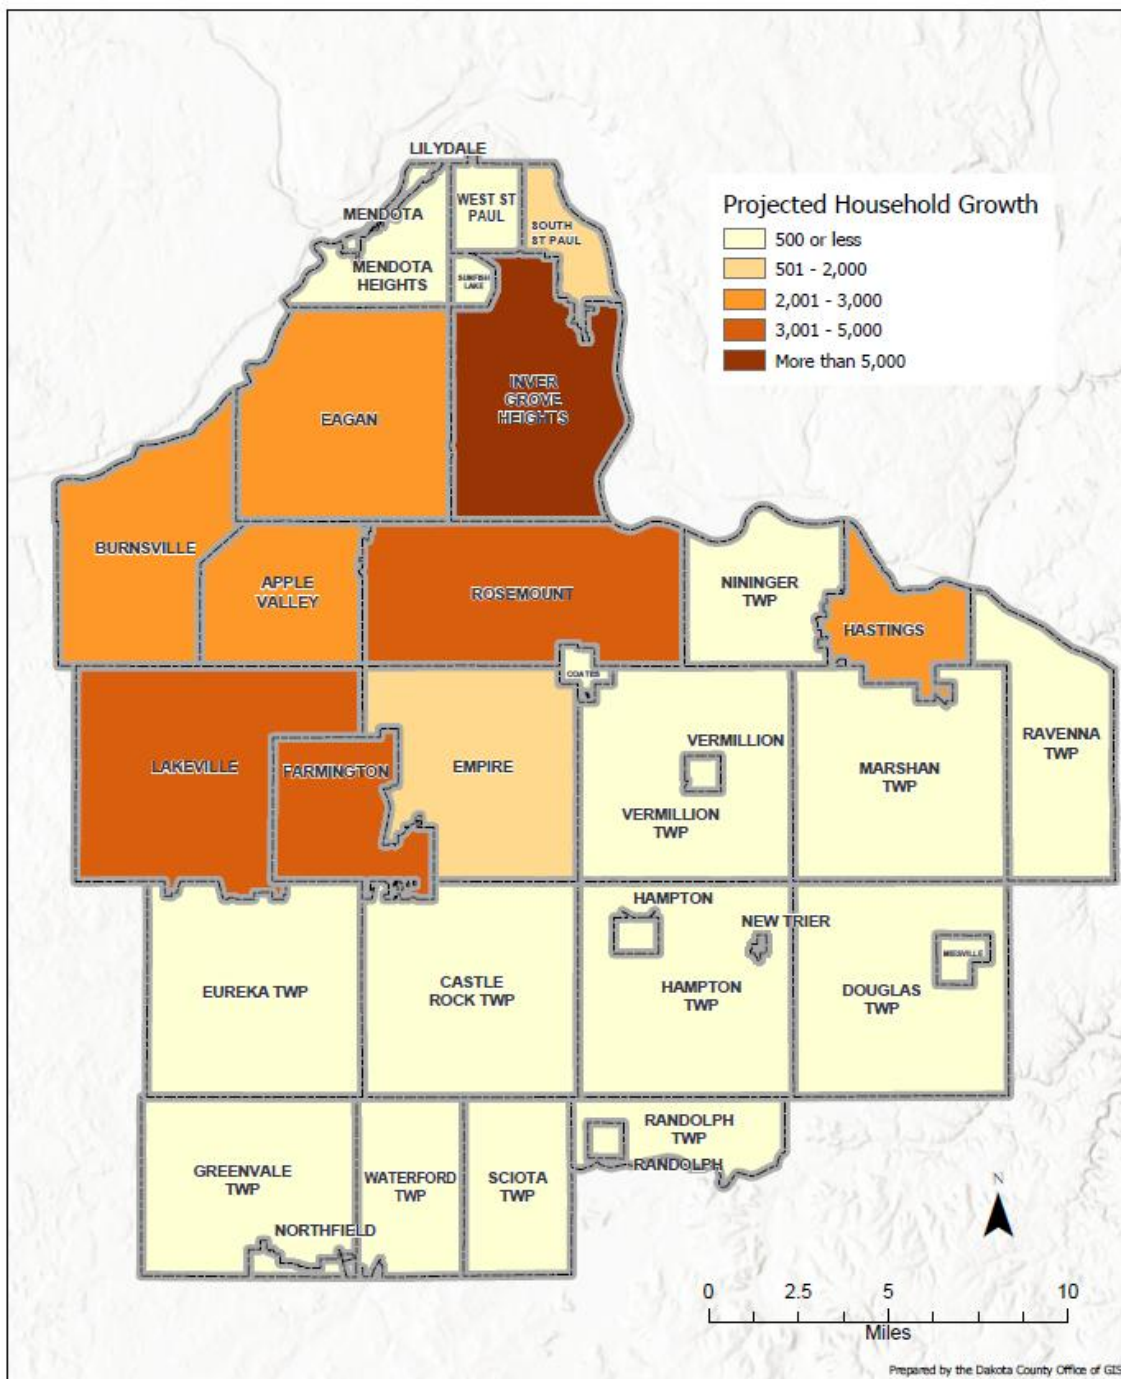 LILYDALE
WEST ST
PAUL
MENDOTA
SOUTH
ST PAUL
MENDOTA
HEIGHTS
SUNFISH
LAKE
Projected Household Growth
500 or less
501 - 2,000
2,001 - 3,000
3,001 - 5,000
More than 5,000
INVER
GROVE
HEIGHTS
EAGAN
BURNSVILLE
APPLE
VALLEY
ROSEMOUNT
NININGER
TWP
HASTINGS
COATES
RAVENNA
TWP
VERMILLION
LAKEVILLE
FARMINGTON
EMPIRE
MARSHAN
TWP
VERMILLION
TWP
HAMPTON
NEW TRIER
MIESVILLE
EUREKA TWP
CASTLE
ROCK TWP
HAMPTON
TWP
DOUGLAS
TWP
RANDOLPH
TWP
RANDOLPH
GREENVALE
TWP
WATERFORD
TWP
SCIOTA
TWP
NORTHFIELD
N
0 2.5 5 10
Miles
Prepared by the Dakota County Office of GIS